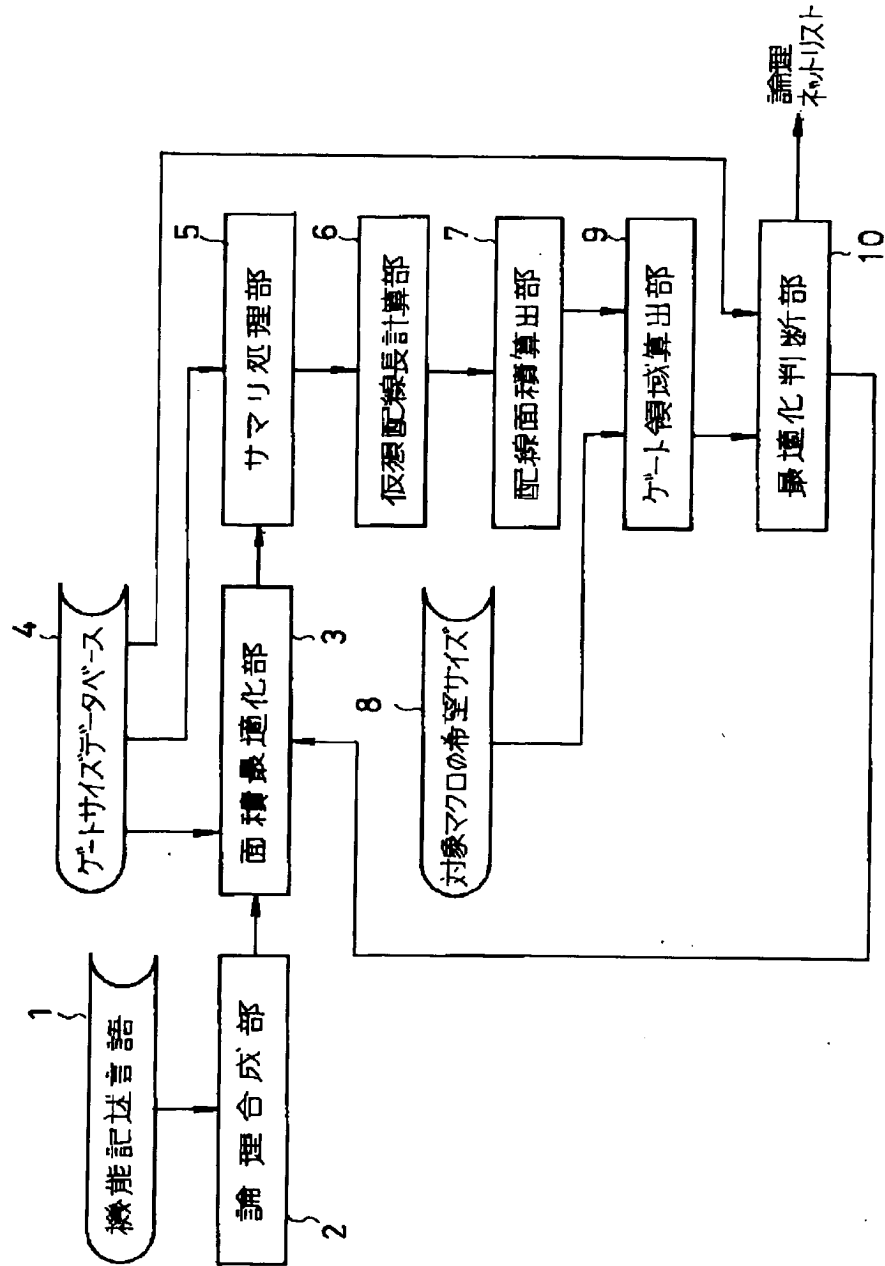 1
機能記述言語
論理合成部
2
4
ゲートサイズデータベース
面積最適化部
3
8
対象マクロの希望サイズ
5
サマリ処理部
6
仮想配線長計算部
7
配線面積算出部
9
ゲート領域算出部
最適化判断部
10
論理
ネットリスト